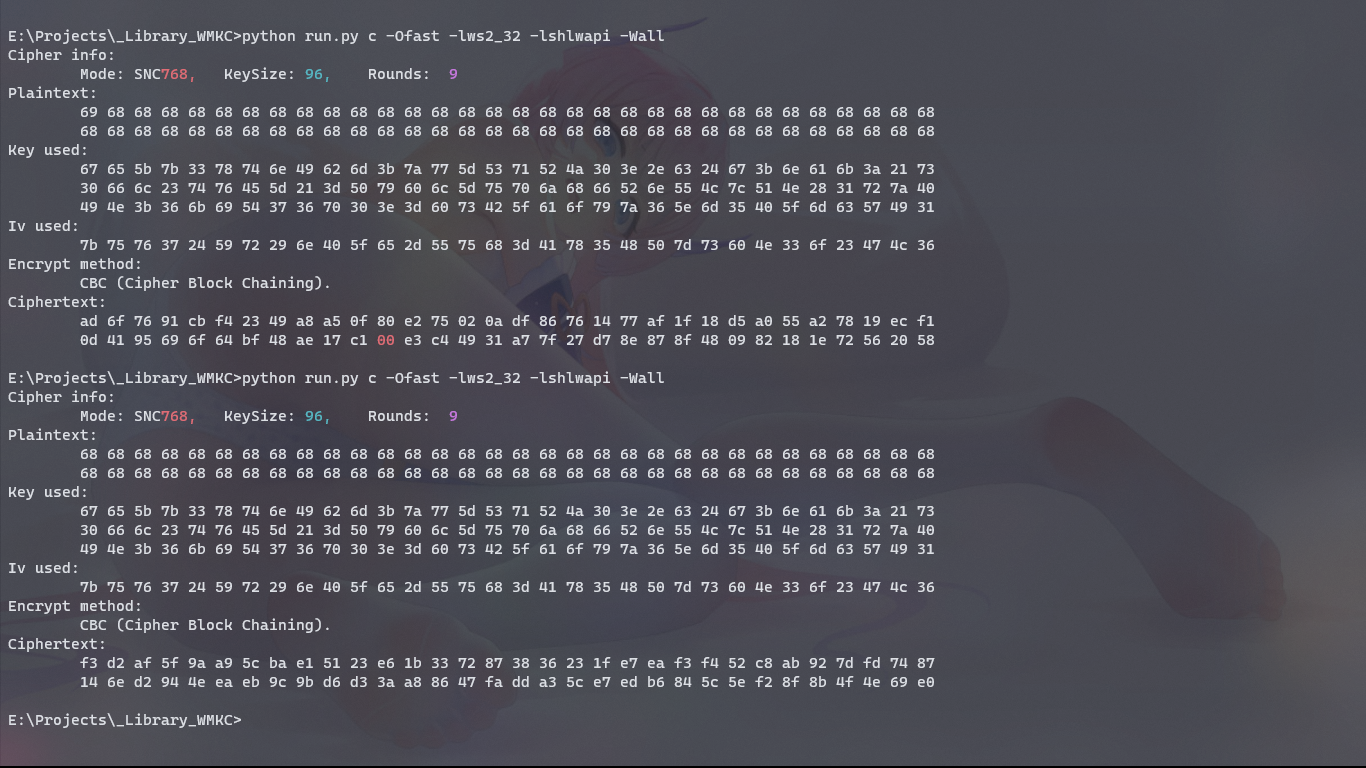 E:\Projects\_Library_WMKC>python run.py c -Ofast -lws2_32 -lshlwapi -Wall
Cipher info:
Mode: SNC768,   KeySize: 96,    Rounds:  9
Plaintext:
69 68 68 68 68 68 68 68 68 68 68 68 68 68 68 68 68 68 68 68 68 68 68 68 68 68 68 68 68 68 68 68
68 68 68 68 68 68 68 68 68 68 68 68 68 68 68 68 68 68 68 68 68 68 68 68 68 68 68 68 68 68 68 68
Key used:
67 65 5b 7b 33 78 74 6e 49 62 6d 3b 7a 77 5d 53 71 52 4a 30 3e 2e 63 24 67 3b 6e 61 6b 3a 21 73
30 66 6c 23 74 76 45 5d 21 3d 50 79 60 6c 5d 75 70 6a 68 66 52 6e 55 4c 7c 51 4e 28 31 72 7a 40
49 4e 3b 36 6b 69 54 37 36 70 30 3e 3d 60 73 42 5f 61 6f 79 7a 36 5e 6d 35 40 5f 6d 63 57 49 31
Iv used:
7b 75 76 37 24 59 72 29 6e 40 5f 65 2d 55 75 68 3d 41 78 35 48 50 7d 73 60 4e 33 6f 23 47 4c 36
Encrypt method:
CBC (Cipher Block Chaining).
Ciphertext:
ad 6f 76 91 cb f4 23 49 a8 a5 0f 80 e2 75 02 0a df 86 76 14 77 af 1f 18 d5 a0 55 a2 78 19 ec f1
0d 41 95 69 6f 64 bf 48 ae 17 c1 00 e3 c4 49 31 a7 7f 27 d7 8e 87 8f 48 09 82 18 1e 72 56 20 58
E:\Projects\_Library_WMKC>python run.py c -Ofast -lws2_32 -lshlwapi -Wall
Cipher info:
Mode: SNC768,   KeySize: 96,    Rounds:  9
Plaintext:
68 68 68 68 68 68 68 68 68 68 68 68 68 68 68 68 68 68 68 68 68 68 68 68 68 68 68 68 68 68 68 68
68 68 68 68 68 68 68 68 68 68 68 68 68 68 68 68 68 68 68 68 68 68 68 68 68 68 68 68 68 68 68 68
Key used:
67 65 5b 7b 33 78 74 6e 49 62 6d 3b 7a 77 5d 53 71 52 4a 30 3e 2e 63 24 67 3b 6e 61 6b 3a 21 73
30 66 6c 23 74 76 45 5d 21 3d 50 79 60 6c 5d 75 70 6a 68 66 52 6e 55 4c 7c 51 4e 28 31 72 7a 40
49 4e 3b 36 6b 69 54 37 36 70 30 3e 3d 60 73 42 5f 61 6f 79 7a 36 5e 6d 35 40 5f 6d 63 57 49 31
Iv used:
7b 75 76 37 24 59 72 29 6e 40 5f 65 2d 55 75 68 3d 41 78 35 48 50 7d 73 60 4e 33 6f 23 47 4c 36
Encrypt method:
CBC (Cipher Block Chaining).
Ciphertext:
f3 d2 af 5f 9a a9 5c ba e1 51 23 e6 1b 33 72 87 38 36 23 1f e7 ea f3 f4 52 c8 ab 92 7d fd 74 87
14 6e d2 94 4e ea eb 9c 9b d6 d3 3a a8 86 47 fa dd a3 5c e7 ed b6 84 5c 5e f2 8f 8b 4f 4e 69 e0
E:\Projects\_Library_WMKC>